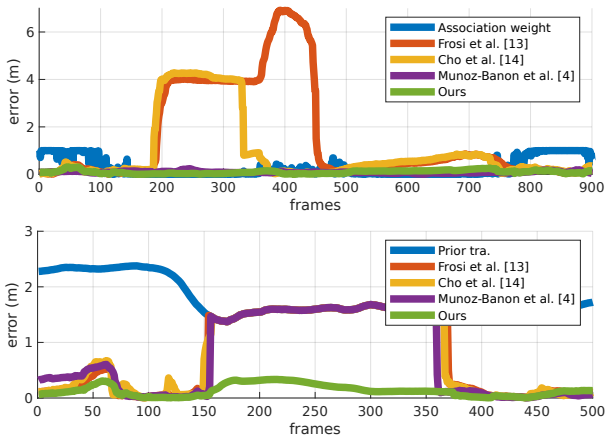 6
4
2
0
error (m)
0 100 200 300 400 500 600 700 800 900
frames
Association weight
Frosi et al. [13]
Cho et al. [14]
Munoz-Banon et al. [4]
Ours
3
2
1
0
error (m)
0 50 100 150 200 250 300 350 400 450 500
frames
Prior tra.
Frosi et al. [13]
Cho et al. [14]
Munoz-Banon et al. [4]
Ours